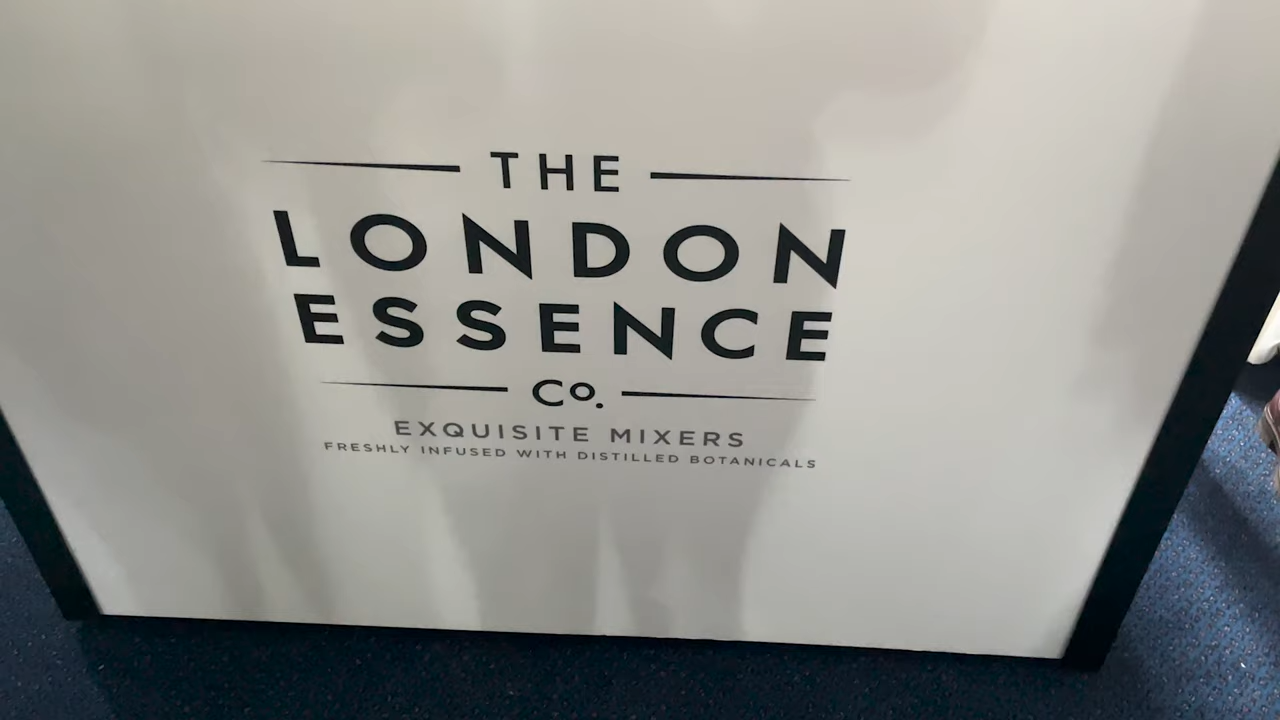 THE
LONDON
ESSENCE
Co.
EXQUISITE MIXERS
FRESHLY INFUSED WITH DISTILLED BOTANICALS